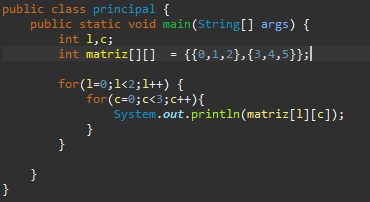 public class principal {
    public static void main(String[] args) {
        int l,c;
        int matriz[][]  = {{0,1,2},{3,4,5}};

        for(l=0;l<2;l++) {
            for(c=0;c<3;c++){
                System.out.println(matriz[l][c]);
            }
        }

    }
}